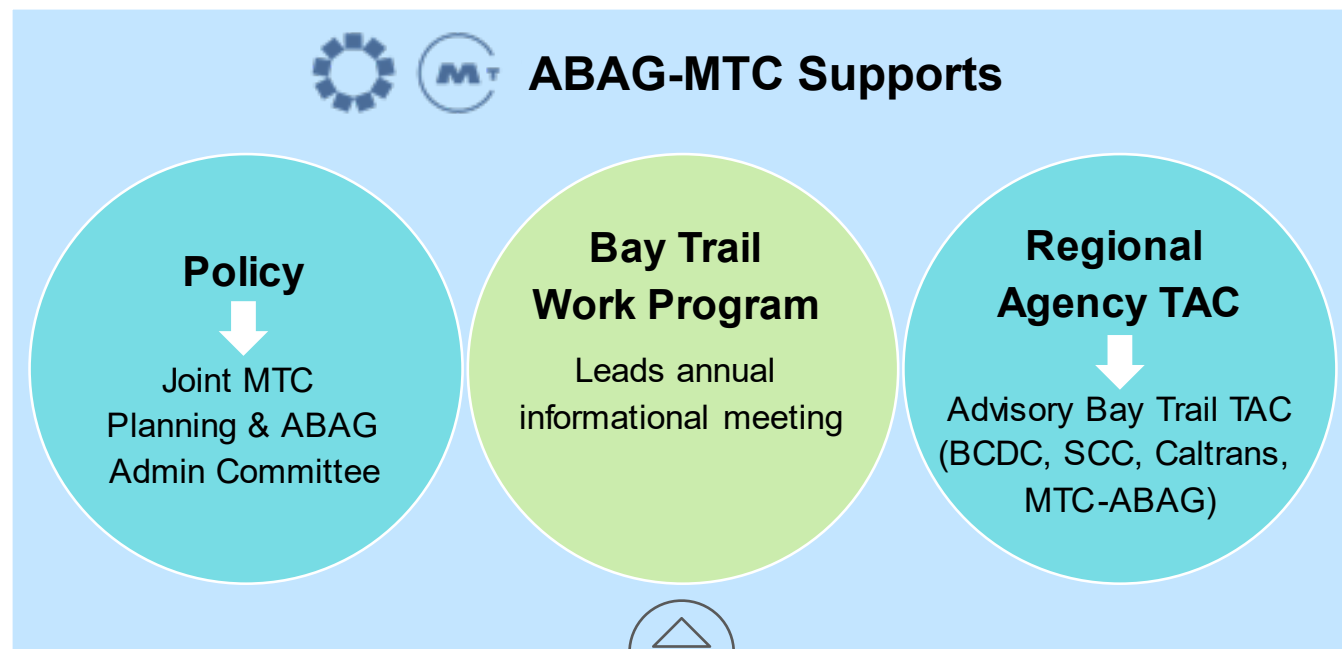 MT
ABAG-MTC Supports
Policy
Joint MTC
Planning & ABAG
Admin Committee
Bay Trail
Work Program
Leads annual
informational meeting
Regional
Agency TAC
Advisory Bay Trail TAC
(BCDC, SCC, Caltrans,
MTC-ABAG)